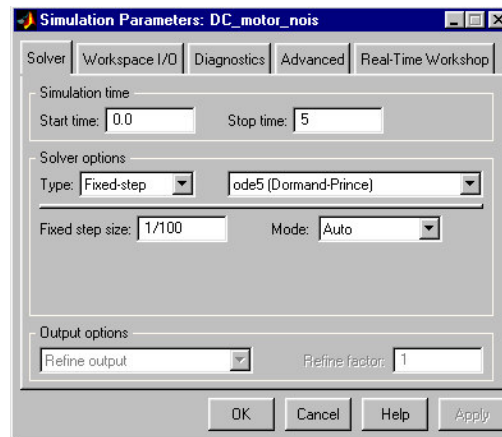 Simulation Parameters: DC_motor_nois
Solver Workspace I/O Diagnostics Advanced Real-Time Workshop
Simulation time
Start time: 0.0 Stop time: 5
Solver options
Type: Fixed-step ode5 (Dormand-Prince)
Fixed step size: 1/100 Mode: Auto
Output options
Refine output Refine factor: 1
OK Cancel Help Apply